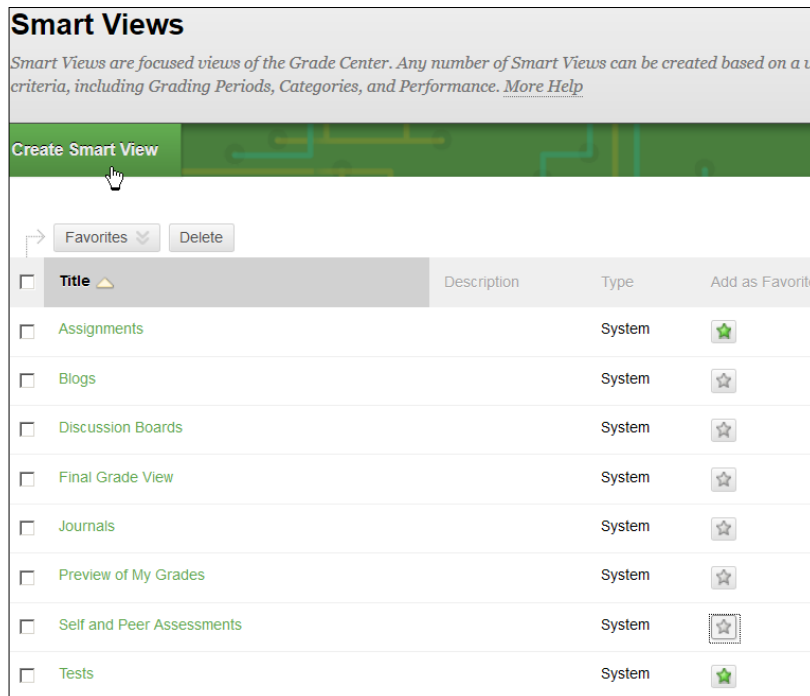 Smart Views
Smart Views are focused views of the Grade Center. Any number of Smart Views can be created based on a
criteria, including Grading Periods, Categories, and Performance. More Help
Create Smart View
Favorites Delete
Title Description Type Add as Favorit
Assignments System
Blogs System
Discussion Boards System
Final Grade View System
Journals System
Preview of My Grades System
Self and Peer Assessments System
Tests System